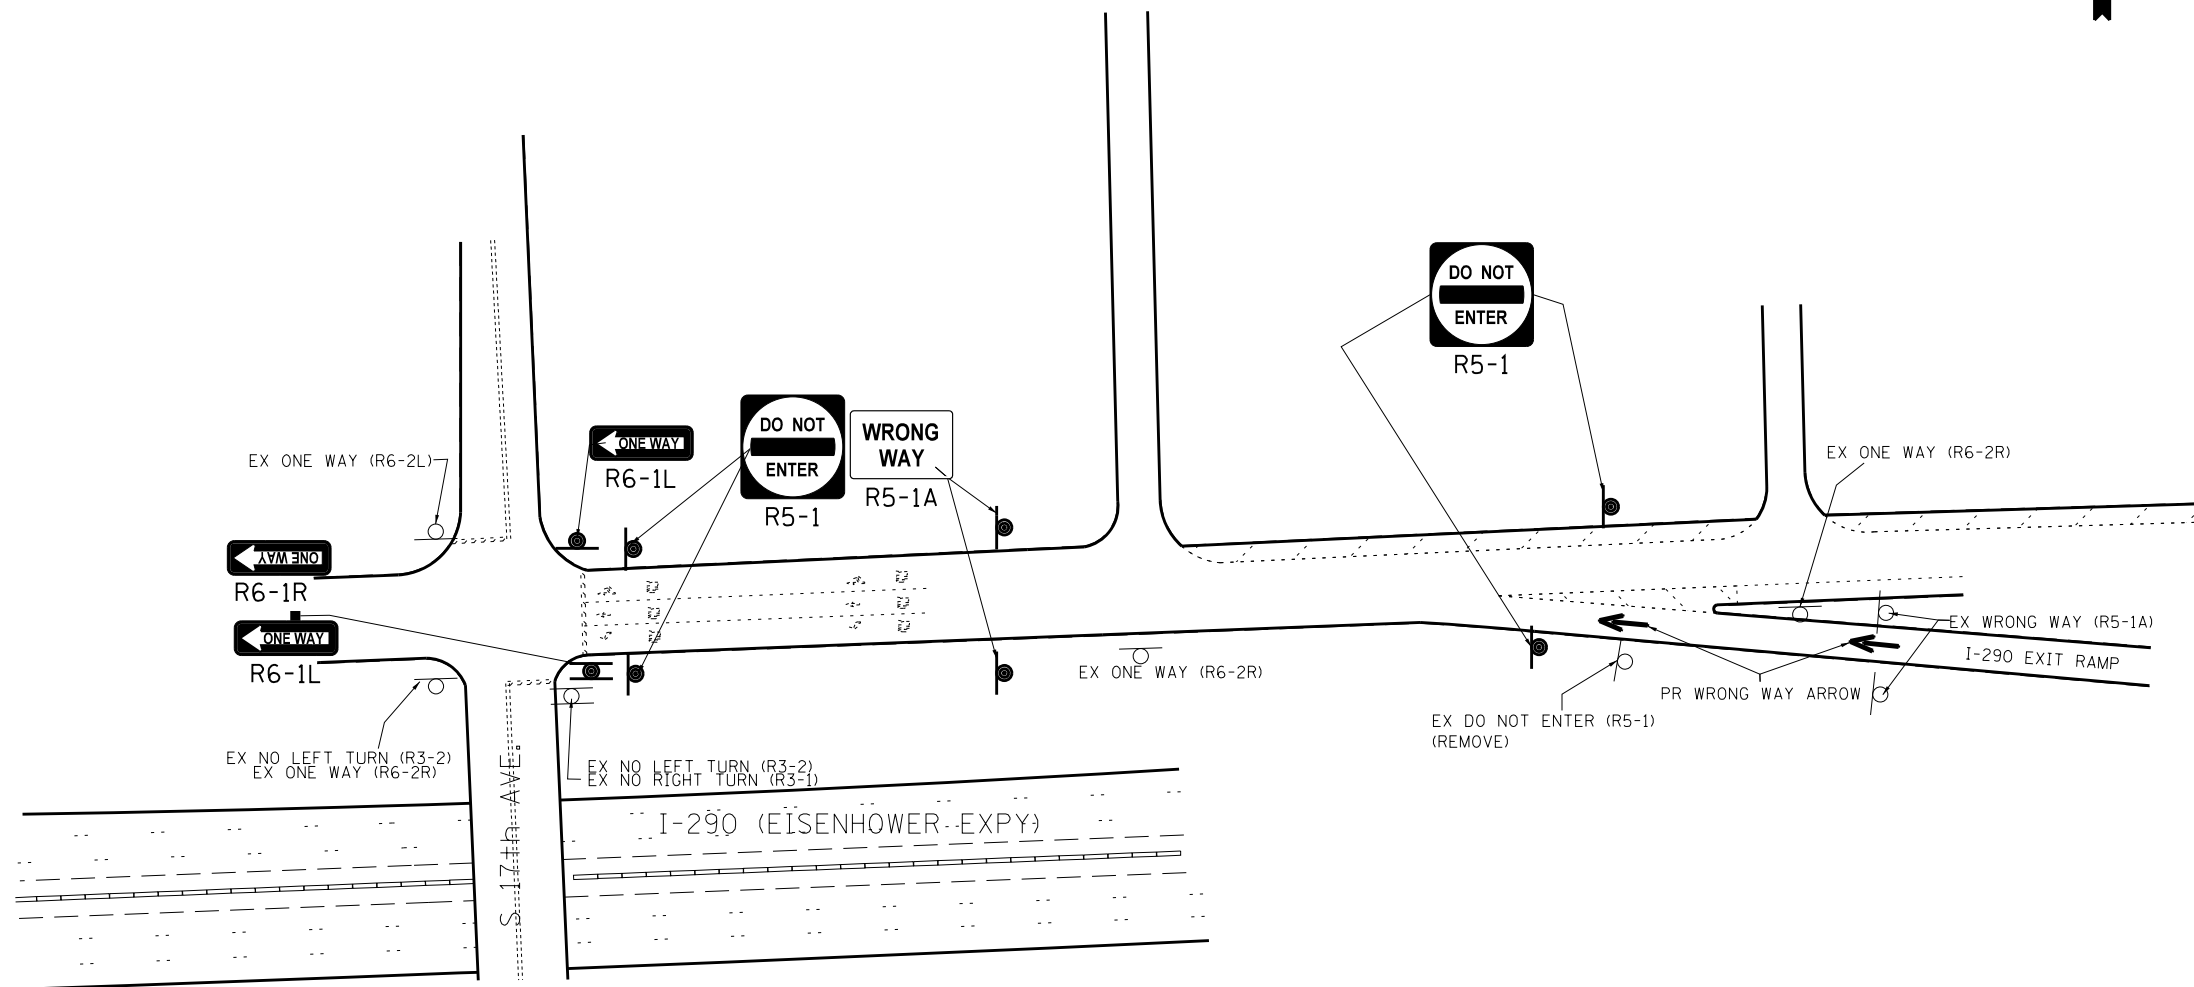 DO NOT
ENTER
R5-1
ONE WAY
R6-1L
DO NOT
ENTER
R5-1
WRONG
WAY
R5-1A
EX ONE WAY (R6-2L)
EX ONE WAY (R6-2R)
ONE WAY
R6-1R
ONE WAY
R6-1L
EX WRONG WAY (R5-1A)
I-290 EXIT RAMP
EX ONE WAY (R6-2R)
PR WRONG WAY ARROW
EX DO NOT ENTER (R5-1)
(REMOVE)
EX NO LEFT TURN (R3-2)
EX ONE WAY (R6-2R)
EX NO LEFT TURN (R3-2)
EX NO RIGHT TURN (R3-1)
S 17th AVE.
I-290 (EISENHOWER EXPY)